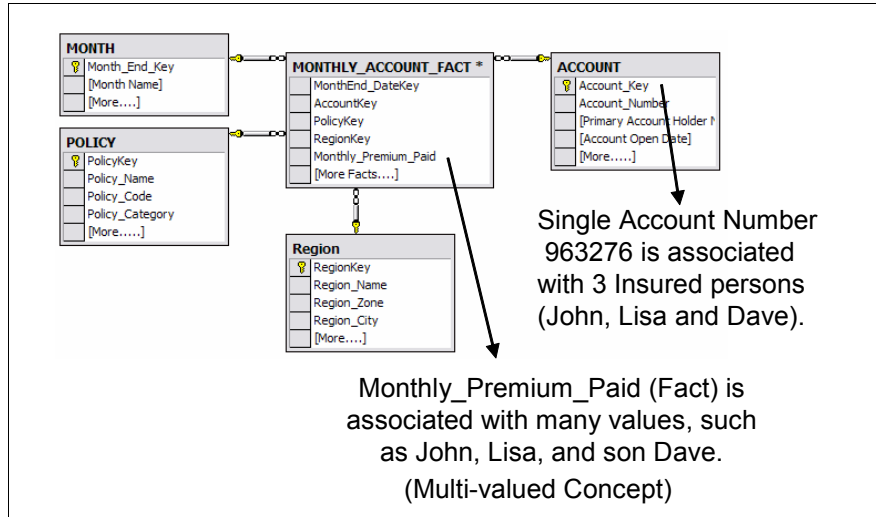 MONTH
Month_End_Key
[Month Name]
[More....]
MONTHLY_ACCOUNT_FACT *
MonthEnd_DateKey
AccountKey
PolicyKey
RegionKey
Monthly_Premium_Paid
[More Facts....]
ACCOUNT
Account_Key
Account_Number
[Primary Account Holder N
[Account Open Date]
[More.....]
POLICY
PolicyKey
Policy_Name
Policy_Code
Policy_Category
[More.....]
Region
RegionKey
Region_Name
Region_Zone
Region_City
[More....]
Single Account Number
963276 is associated
with 3 Insured persons
(John, Lisa and Dave).
Monthly_Premium_Paid (Fact) is
associated with many values, such
as John, Lisa, and son Dave.
(Multi-valued Concept)